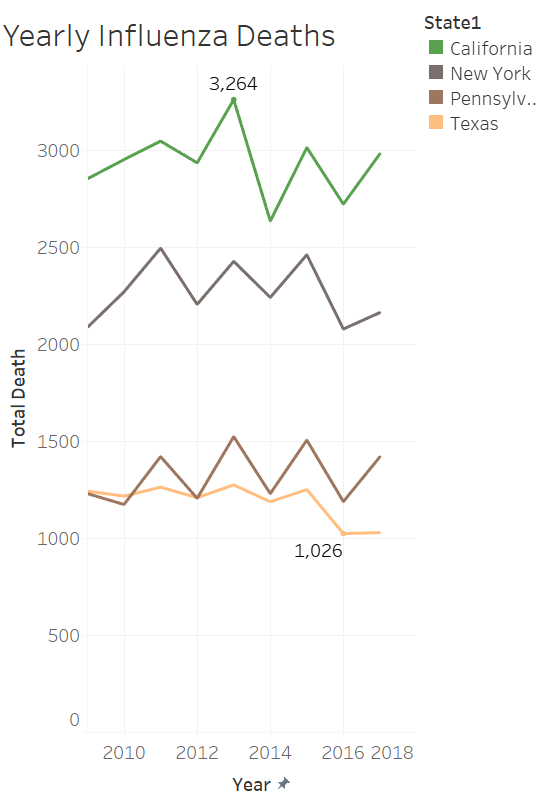 Yearly Influenza Deaths
State1
California
New York
Pennsylv..
Texas
3,264
3000
2500
2000
1500
1000
500
0
1,026
Total Death
2010 2012 2014 2016 2018
Year